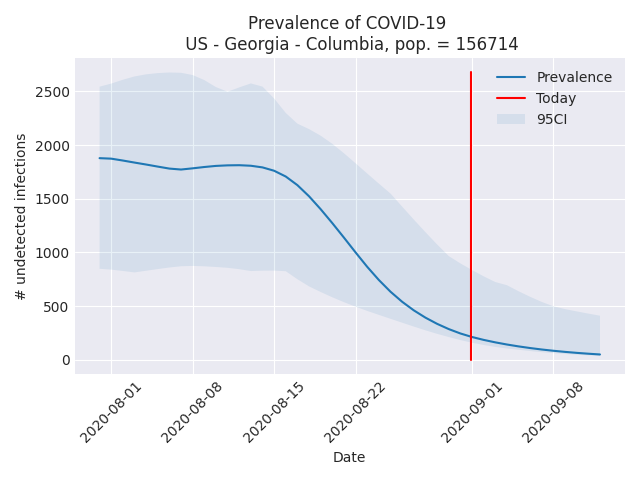 Prevalence of COVID-19
US - Georgia - Columbia, pop. = 156714
Prevalence
Today
95CI
# undetected infections
2500
2000
1500
1000
500
0
2020-08-01
2020-08-08
2020-08-15
2020-08-22
2020-09-01
2020-09-08
Date